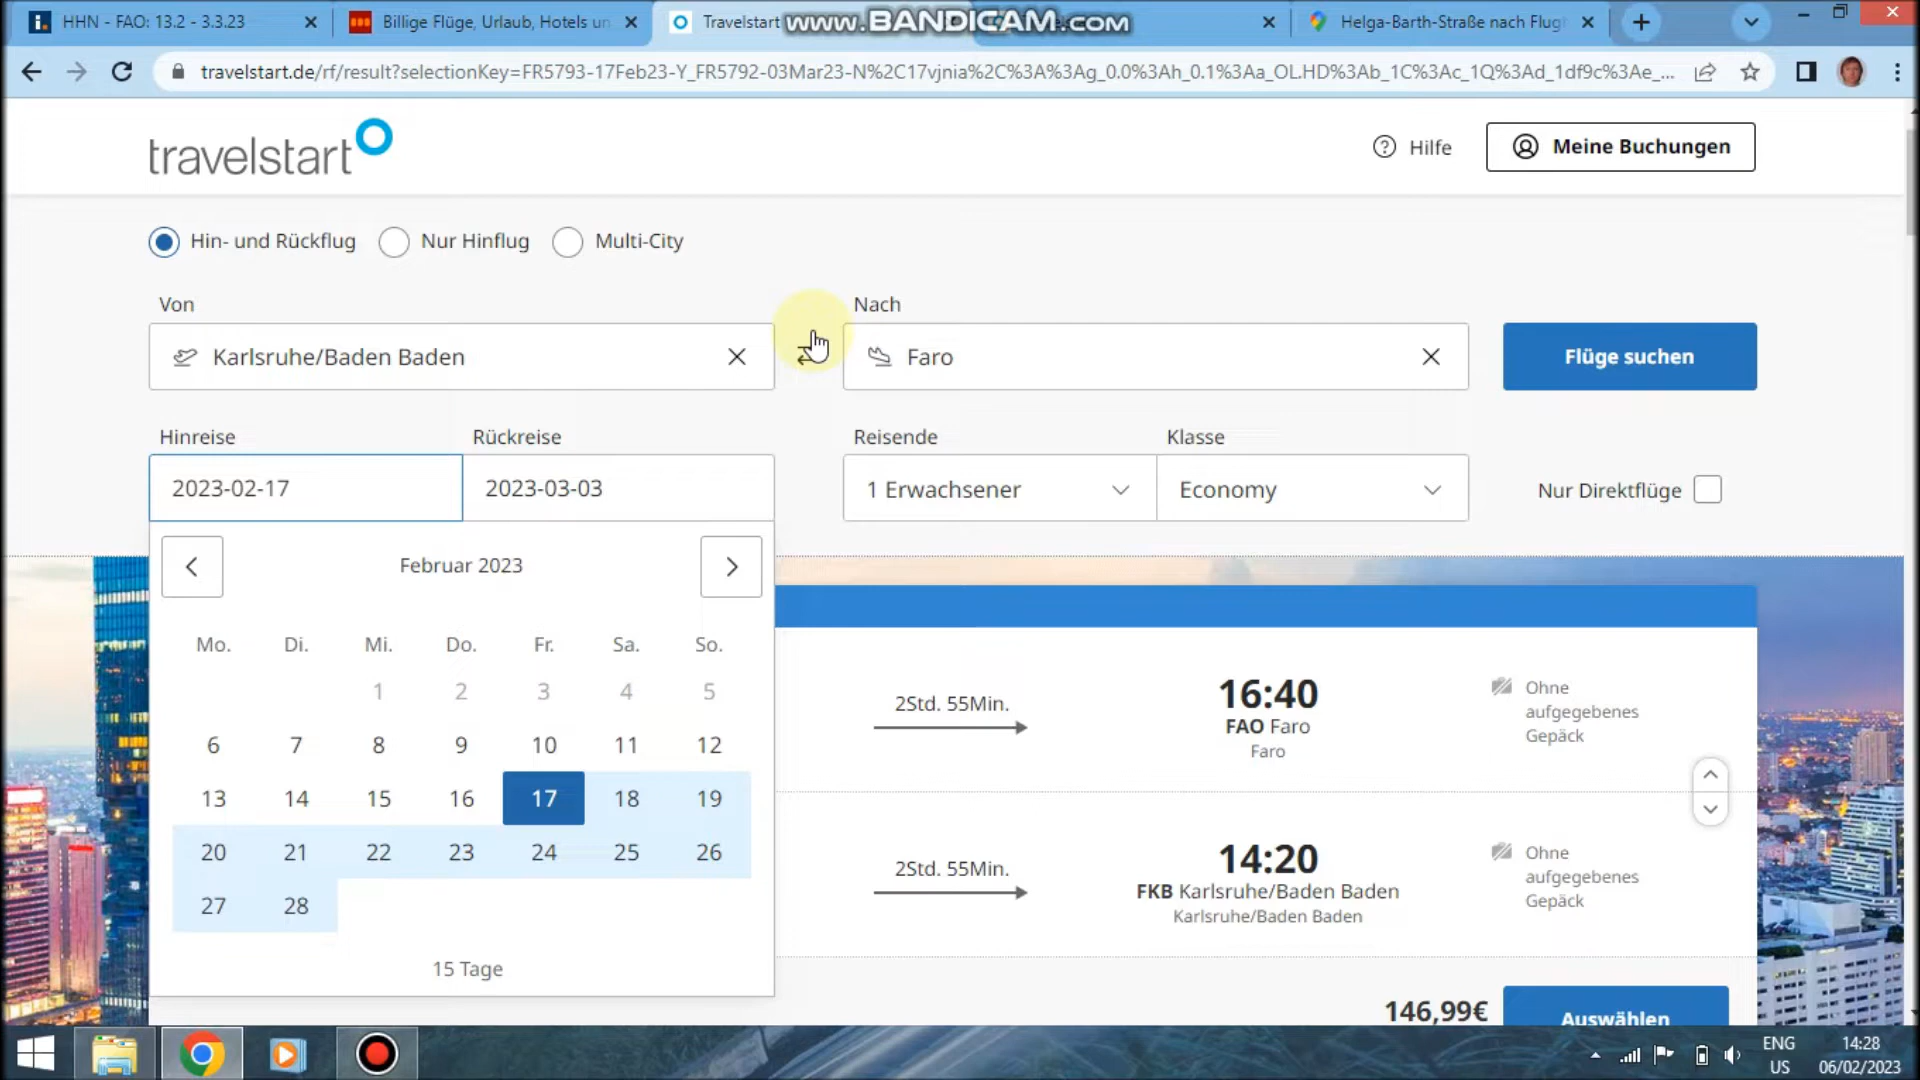 HHN - FAO: 13.2 - 3.3.23
Billige Flüge, Urlaub, Hotels un
Travelstart
www.BANDICAM.com
Helga-Barth-Straße nach Flugh
travelstart.de/rf/result?selectionKey=FR5793-17Feb23-Y_FR5792-03Mar23-N%2C17vjnia%2C%3A%3Ag_0.0%3Ah_0.1%3Aa_OL.HD%3Ab_1C%3Ac_1Q%3Ad_1df9c%3Ae_...
travelstart
Hilfe
Meine Buchungen
Hin- und Rückflug
Nur Hinflug
Multi-City
Von
Nach
Karlsruhe/Baden Baden
Faro
Flüge suchen
Hinreise
Rückreise
Reisende
Klasse
2023-02-17
2023-03-03
1 Erwachsener
Economy
Nur Direktflüge
Februar 2023
Mo. Di. Mi. Do. Fr. Sa. So.
1 2 3 4 5
6 7 8 9 10 11 12
13 14 15 16 17 18 19
20 21 22 23 24 25 26
27 28
15 Tage
2Std. 55Min.
16:40
FAO Faro
Faro
Ohne
aufgegebenes
Gepäck
2Std. 55Min.
14:20
FKB Karlsruhe/Baden Baden
Karlsruhe/Baden Baden
Ohne
aufgegebenes
Gepäck
146,99€
Auswählen
ENG
US
14:28
06/02/2023